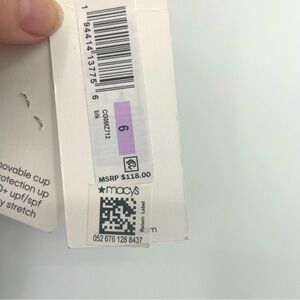 1 94414 13775 6
CG9MZ712
blk
6
MSRP $118.00
★macy's
Return Label
052 676 128 8437
movable cup
otection up
0+ upf/spf
y stretch
m